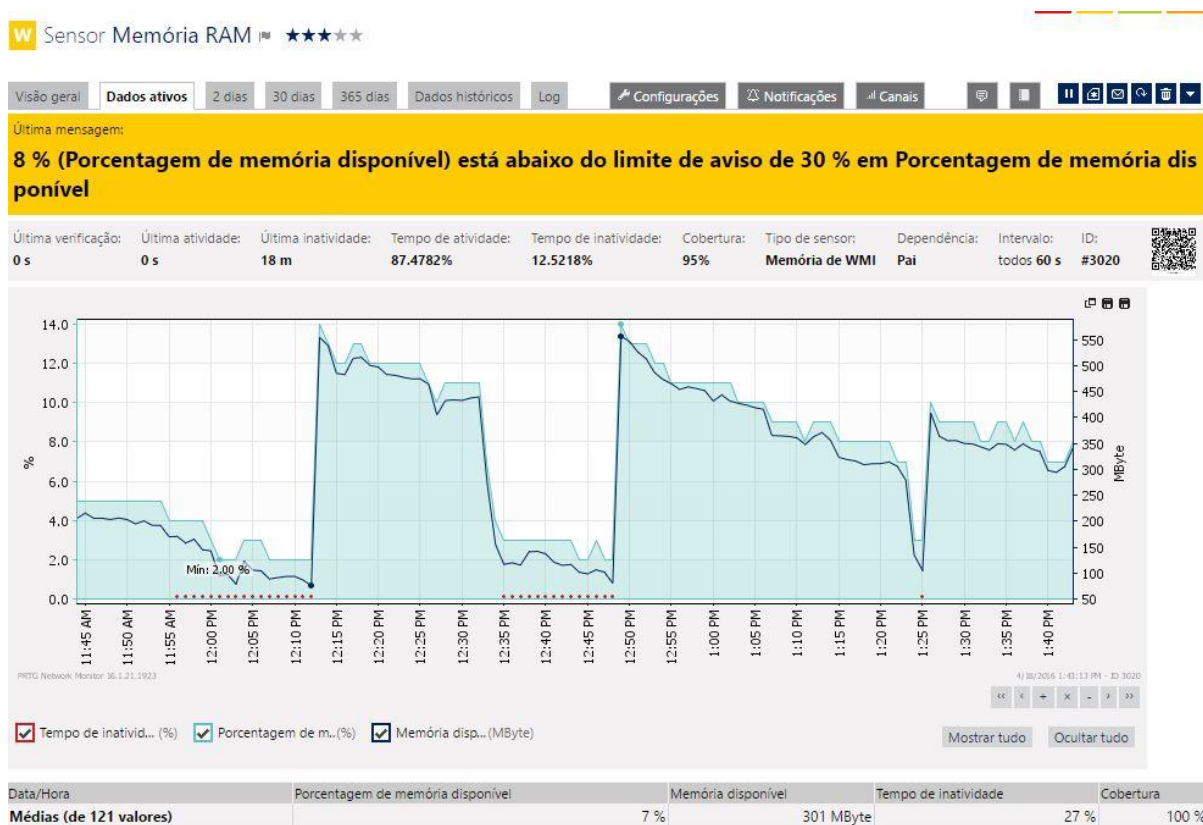 W Sensor Memória RAM
Visão geral Dados ativos 2 dias 30 dias 365 dias Dados históricos Log Configurações Notificações Canais
Última mensagem:
8 % (Porcentagem de memória disponível) está abaixo do limite de aviso de 30 % em Porcentagem de memória dis
ponível
Última verificação: Última atividade: Última inatividade: Tempo de atividade: Tempo de inatividade: Cobertura: Tipo de sensor: Dependência: Intervalo: ID:
0 s 0 s 18 m 87.4782% 12.5218% 95% Memória de WMI Pai todos 60 s #3020
14.0
12.0
10.0
8.0
6.0
4.0
2.0
0.0
%
550
500
450
400
350
300
250
200
150
100
50
MByte
Mín: 2,00 %
11:45 AM 11:50 AM 11:55 AM 12:00 PM 12:05 PM 12:10 PM 12:15 PM 12:20 PM 12:25 PM 12:30 PM 12:35 PM 12:40 PM 12:45 PM 12:50 PM 12:55 PM 1:00 PM 1:05 PM 1:10 PM 1:15 PM 1:20 PM 1:25 PM 1:30 PM 1:35 PM 1:40 PM
PRTG Network Monitor 16.1.21.1923 4/18/2016 1:43:13 PM - ID 3020
Tempo de inativid... (%) Porcentagem de m..(%) Memória disp... (MByte)
Mostrar tudo Ocultar tudo
Data/Hora Porcentagem de memória disponível Memória disponível Tempo de inatividade Cobertura
Médias (de 121 valores) 7 % 301 MByte 27 % 100 %